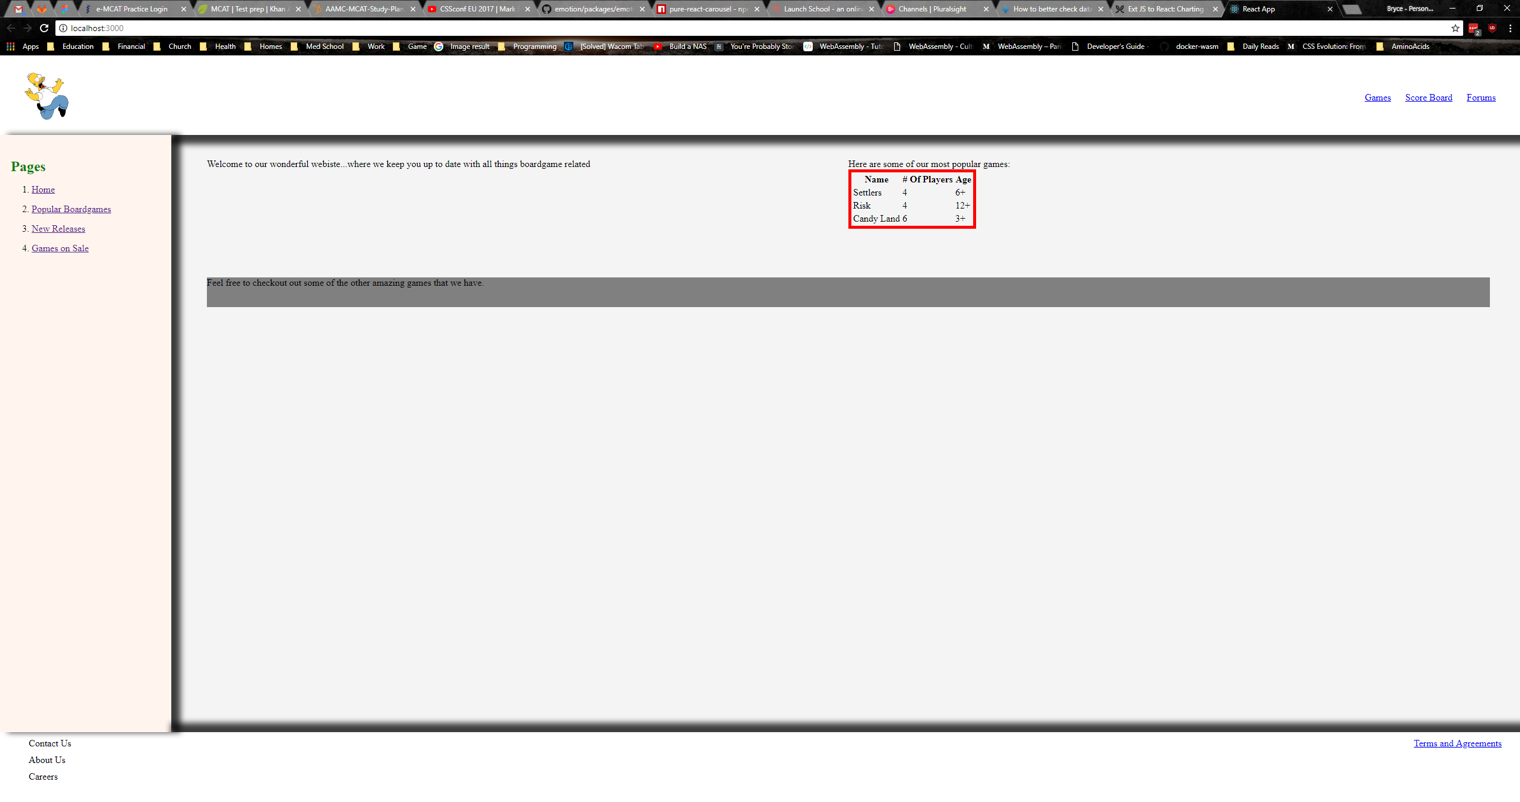 e-MCAT Practice Login
MCAT | Test prep | Khan
AAMC-MCAT-Study-Plan
CSSconf EU 2017 | Mark
emotion/packages/emoti
pure-react-carousel - np
Launch School - an onlin
Channels | Pluralsight
How to better check dat
Ext JS to React: Charting
React App
Bryce - Person...
localhost:3000
Apps Education Financial Church Health Homes Med School Work Game Image result Programming [Solved] Wacom Tab Build a NAS You're Probably Sto WebAssembly - Tut WebAssembly - Cult WebAssembly – Par Developer's Guide docker-wasm Daily Reads CSS Evolution: From AminoAcids
Games Score Board Forums
Pages
1. Home
2. Popular Boardgames
3. New Releases
4. Games on Sale
Welcome to our wonderful webiste...where we keep you up to date with all things boardgame related
Here are some of our most popular games:
Name # Of Players Age
Settlers 4 6+
Risk 4 12+
Candy Land 6 3+
Feel free to checkout out some of the other amazing games that we have.
Contact Us
About Us
Careers
Terms and Agreements